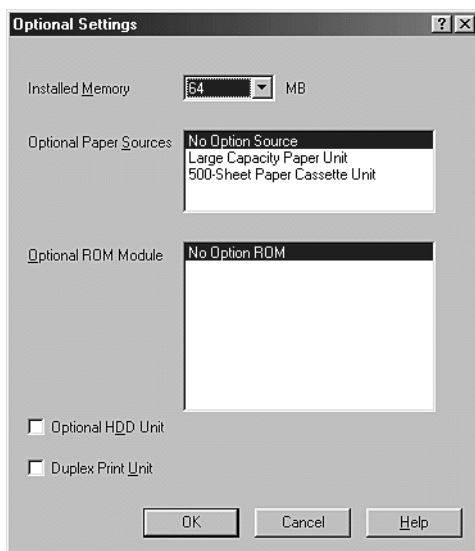 Optional Settings
Installed Memory 64 MB
Optional Paper Sources
No Option Source
Large Capacity Paper Unit
500-Sheet Paper Cassette Unit
Optional ROM Module
No Option ROM
Optional HDD Unit
Duplex Print Unit
OK Cancel Help